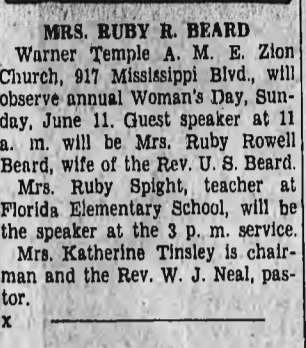 MRS. RUBY R. BEARD
Warner Temple A. M. E. Zion
Church, 917 Mississippi Blvd., will
observe annual Woman's Day, Sun-
day, June 11. Guest speaker at 11
a. m. will be Mrs. Ruby Rowell
Beard, wife of the Rev. U. S. Beard.
Mrs. Ruby Spight, teacher at
Florida Elementary School, will be
the speaker at the 3 p. m. service.
Mrs. Katherine Tinsley is chair-
man and the Rev. W. J. Neal, pas-
tor.
x